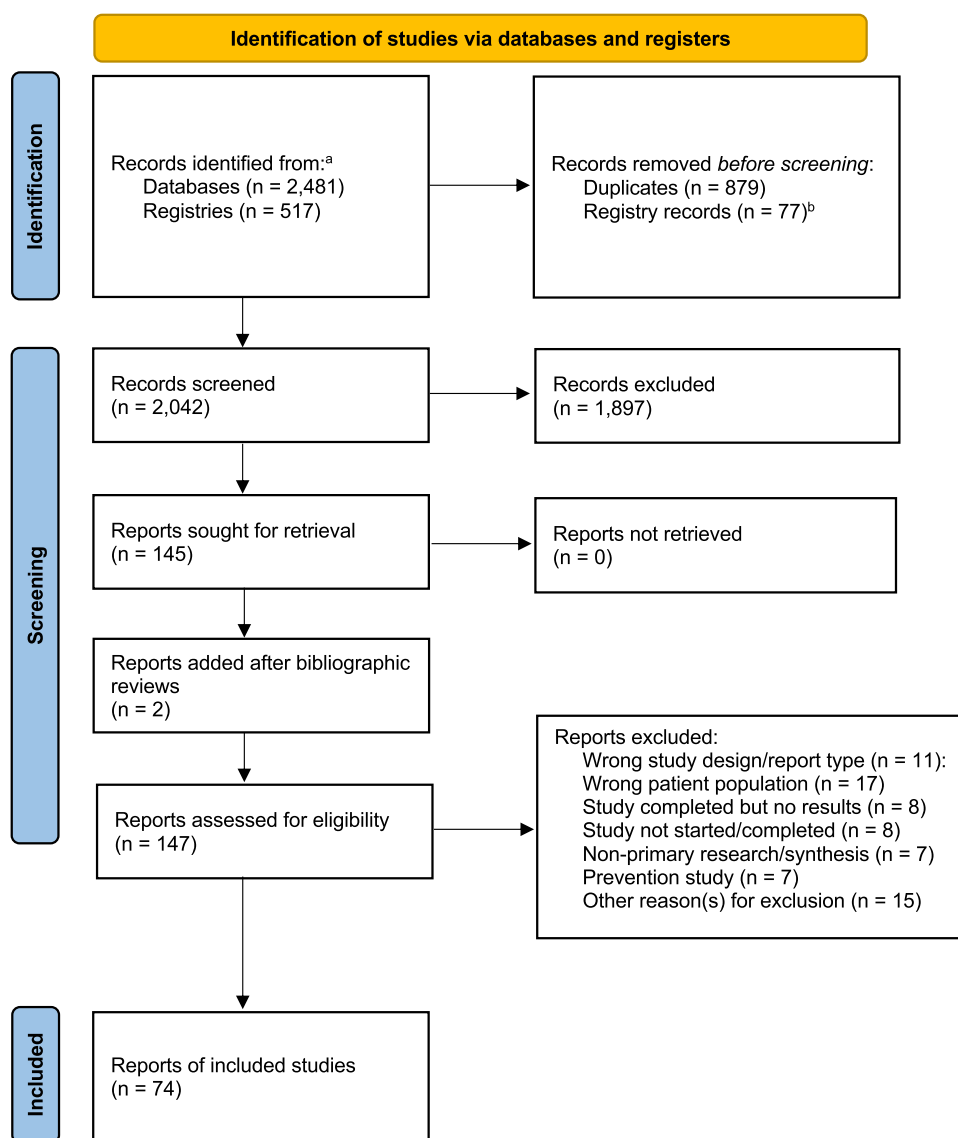 Identification of studies via databases and registers
Identification
Records identified from:ᵃ
Databases (n = 2,481)
Registries (n = 517)
Records removed before screening:
Duplicates (n = 879)
Registry records (n = 77)ᵇ
Screening
Records screened
(n = 2,042)
Records excluded
(n = 1,897)
Reports sought for retrieval
(n = 145)
Reports not retrieved
(n = 0)
Reports added after bibliographic
reviews
(n = 2)
Reports assessed for eligibility
(n = 147)
Reports excluded:
Wrong study design/report type (n = 11):
Wrong patient population (n = 17)
Study completed but no results (n = 8)
Study not started/completed (n = 8)
Non-primary research/synthesis (n = 7)
Prevention study (n = 7)
Other reason(s) for exclusion (n = 15)
Included
Reports of included studies
(n = 74)